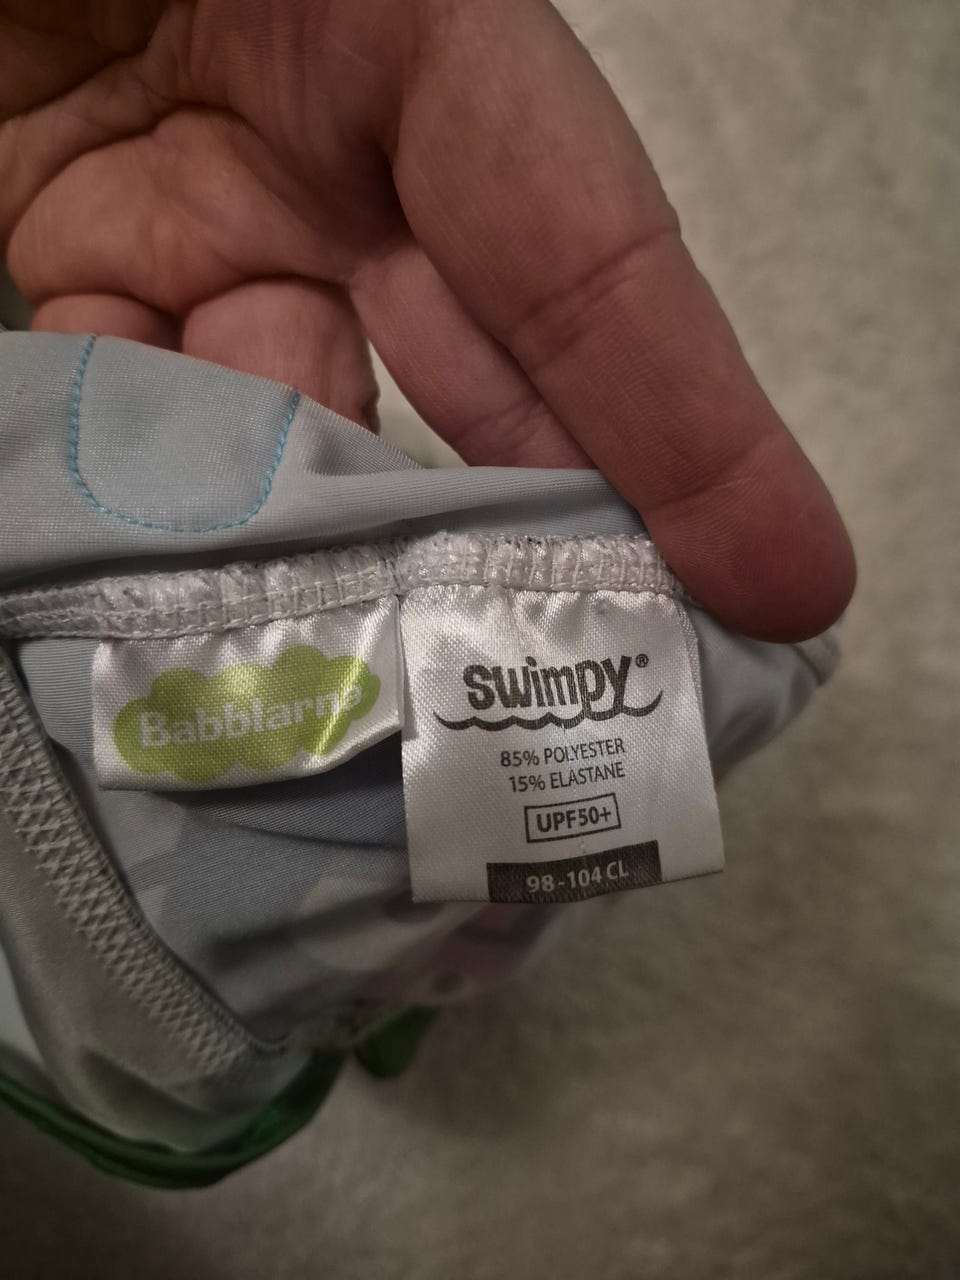 Babblarna
swimpy®
85% POLYESTER
15% ELASTANE
UPF50+
98-104 CL